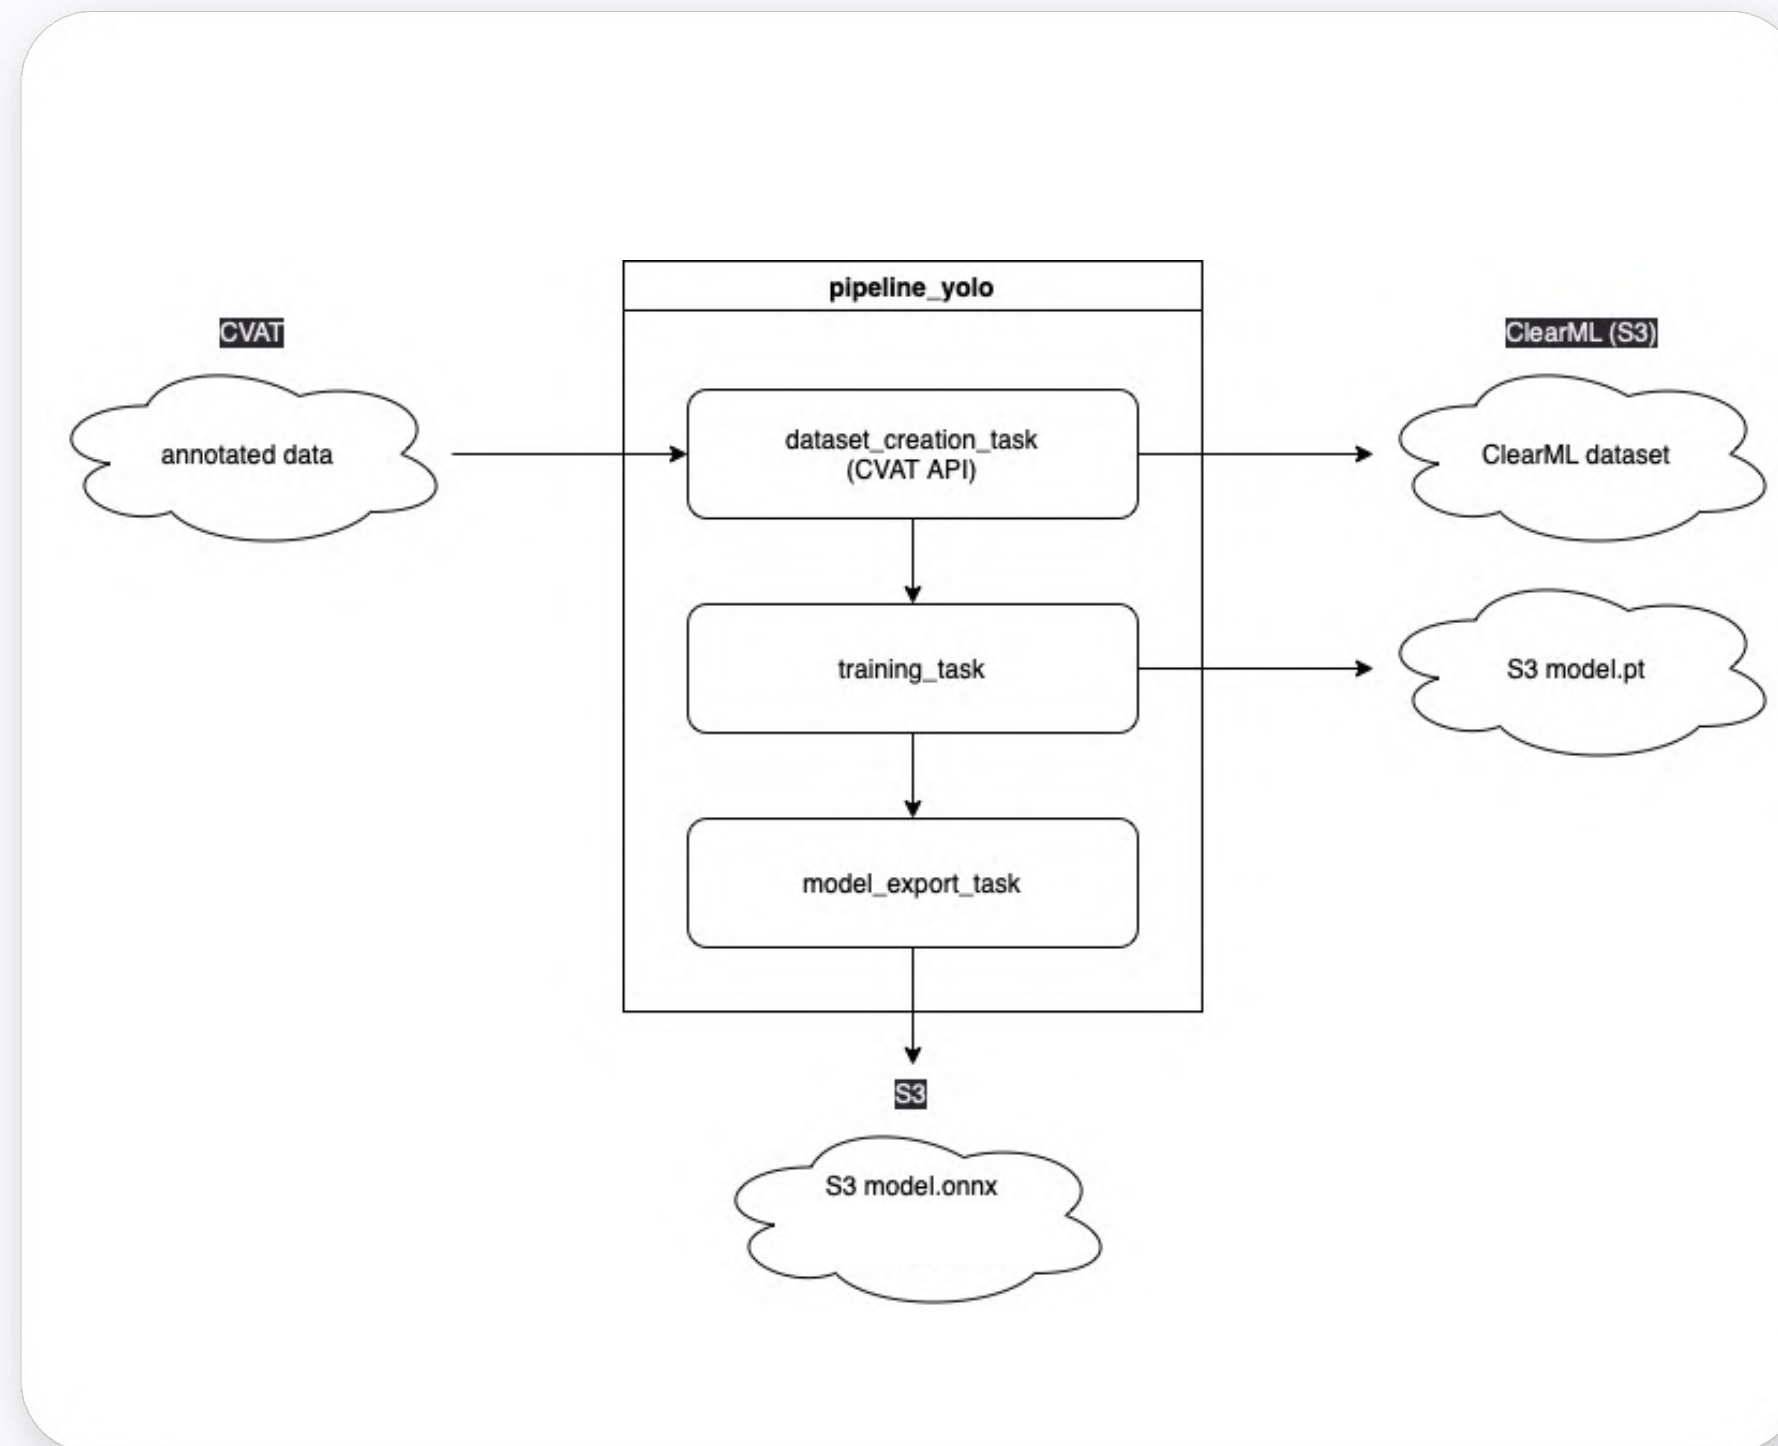 pipeline_yolo
CVAT
ClearML (S3)
annotated data
dataset_creation_task
(CVAT API)
ClearML dataset
training_task
S3 model.pt
model_export_task
S3
S3 model.onnx